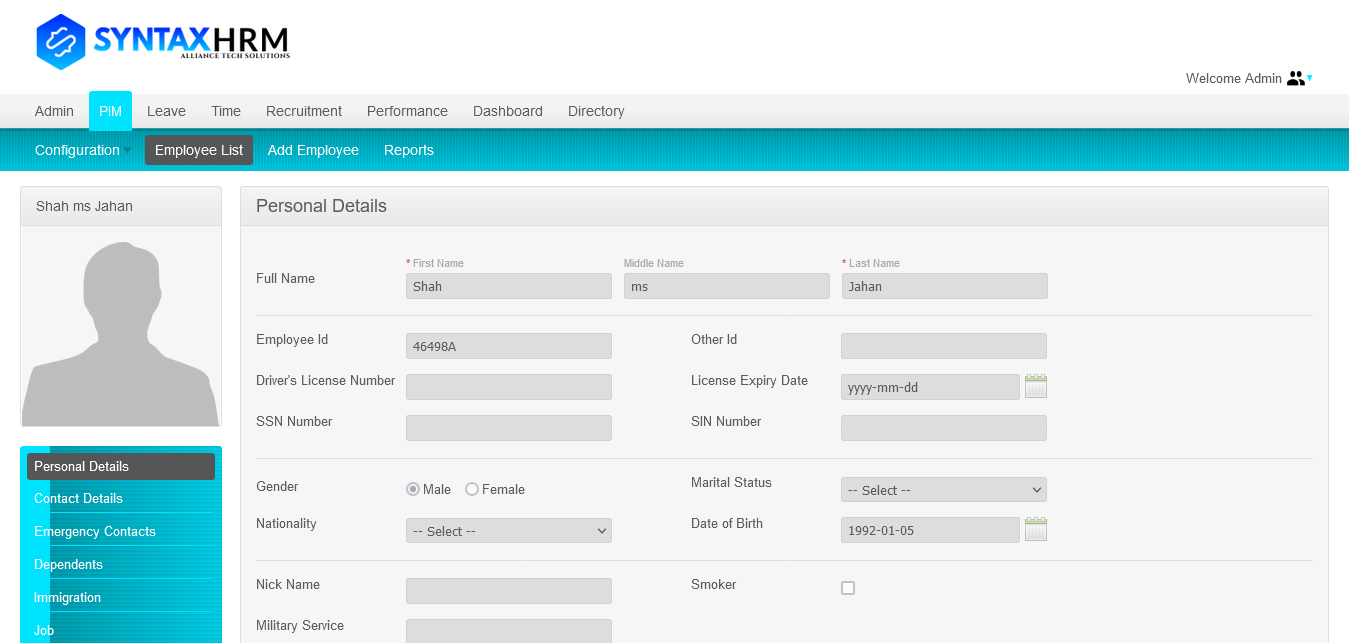 SYNTAXHRM
ALLIANCE TECH SOLUTIONS
Welcome Admin
Admin PIM Leave Time Recruitment Performance Dashboard Directory
Configuration Employee List Add Employee Reports
Shah ms Jahan
Personal Details
Contact Details
Emergency Contacts
Dependents
Immigration
Job
Personal Details
* First Name Middle Name * Last Name
Full Name Shah ms Jahan
Employee Id 46498A Other Id
Driver's License Number License Expiry Date yyyy-mm-dd
SSN Number SIN Number
Gender Male Female Marital Status -- Select --
Nationality -- Select -- Date of Birth 1992-01-05
Nick Name Smoker
Military Service